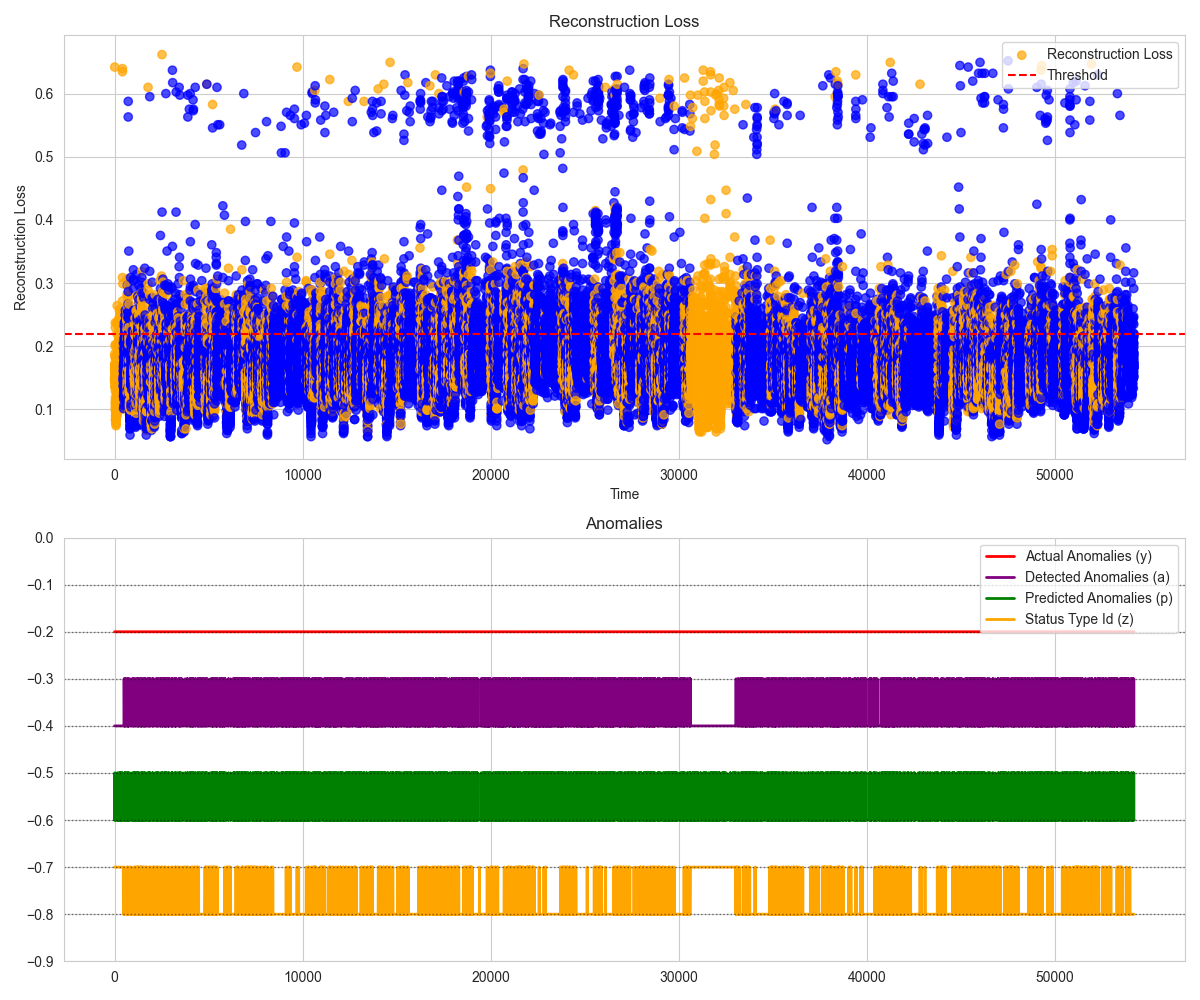 Reconstruction Loss
Reconstruction Loss
Threshold
Reconstruction Loss
0.6
0.5
0.4
0.3
0.2
0.1
0 10000 20000 30000 40000 50000
Time
Anomalies
Actual Anomalies (y)
Detected Anomalies (a)
Predicted Anomalies (p)
Status Type Id (z)
0.0
−0.1
−0.2
−0.3
−0.4
−0.5
−0.6
−0.7
−0.8
−0.9
0 10000 20000 30000 40000 50000